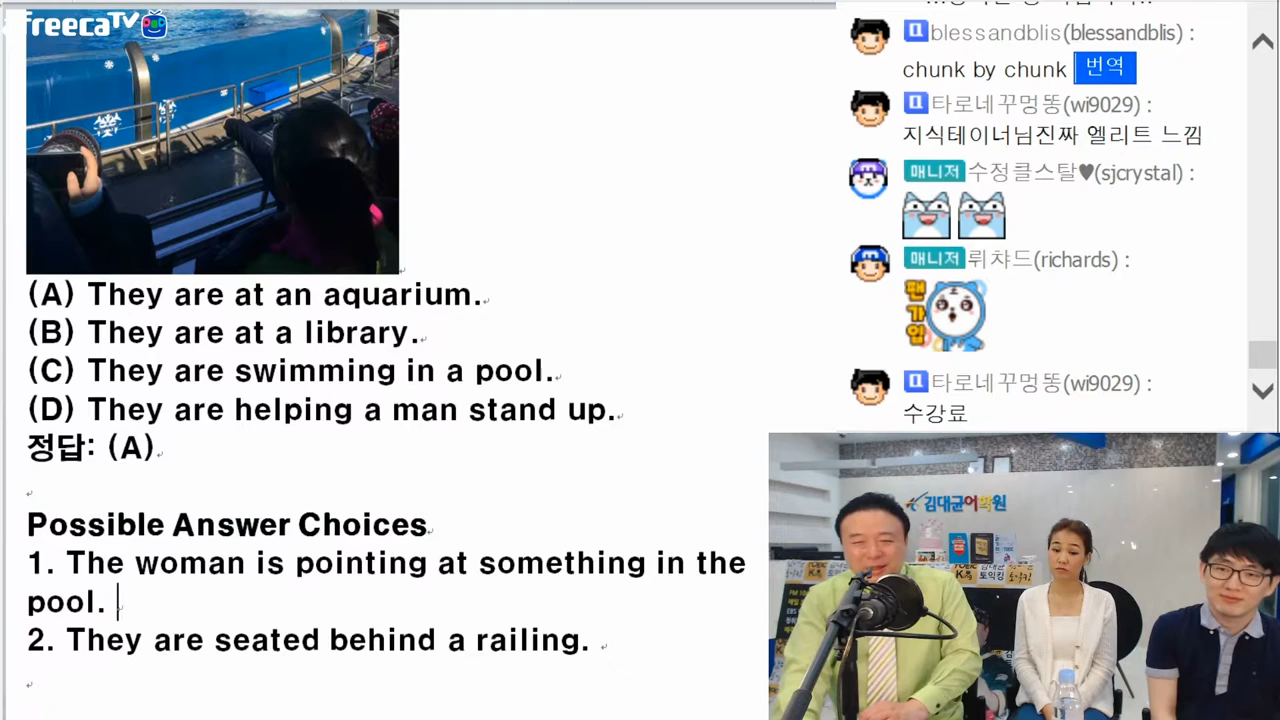 afreecaTV
(A) They are at an aquarium.
(B) They are at a library.
(C) They are swimming in a pool.
(D) They are helping a man stand up.
정답: (A)
Possible Answer Choices
1. The woman is pointing at something in the
pool.
2. They are seated behind a railing.
blessandblis(blessandblis) :
chunk by chunk 번역
타로네꾸멍똥(wi9029) :
지식테이너님진짜 엘리트 느낌
매니저 수정클스탈♥(sjcrystal) :
매니저 뤼챠드(richards) :
팬가입
타로네꾸멍똥(wi9029) :
수강료
김대균어학원